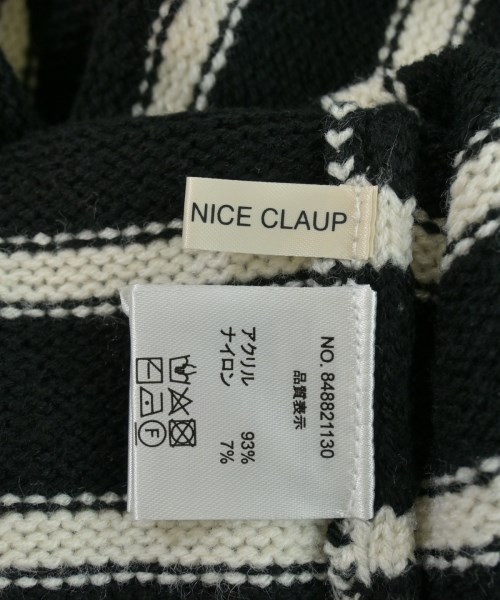 NICE CLAUP
NO. 848821130
品質表示
アクリル 93%
ナイロン 7%
F